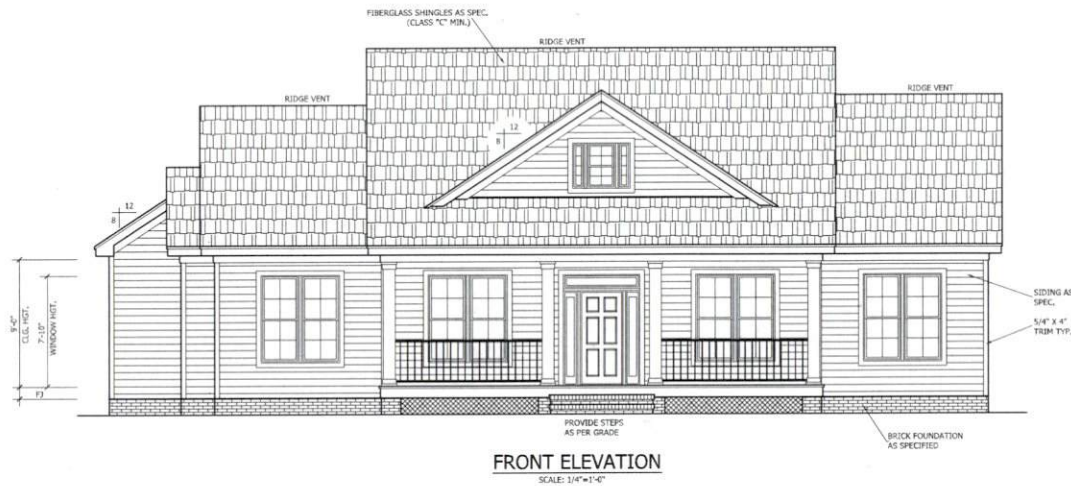 FIBERGLASS SHINGLES AS SPEC.
(CLASS "C" MIN.)
RIDGE VENT
RIDGE VENT
RIDGE VENT
12
8
12
8
9'-0"
CLG. HGT.
7'-10"
WINDOW HGT.
FJ
SIDING AS
SPEC.
5/4" X 4"
TRIM TYP.
PROVIDE STEPS
AS PER GRADE
BRICK FOUNDATION
AS SPECIFIED
FRONT ELEVATION
SCALE: 1/4"=1'-0"